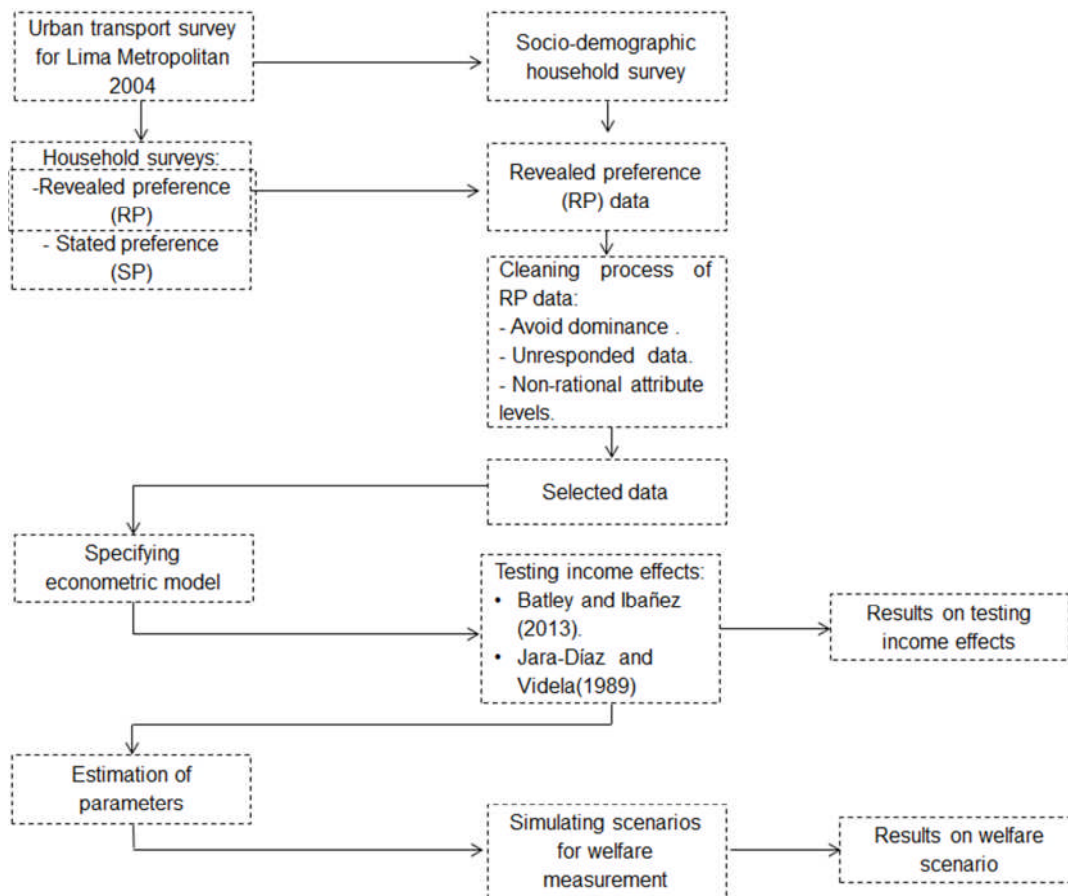 Urban transport survey
for Lima Metropolitan
2004
Socio-demographic
household survey
Household surveys:
-Revealed preference
(RP)
- Stated preference
(SP)
Revealed preference
(RP) data
Cleaning process of
RP data:
- Avoid dominance .
- Unresponded data.
- Non-rational attribute
levels.
Selected data
Specifying
econometric model
Testing income effects:
• Batley and Ibañez
(2013).
• Jara-Díaz and
Videla(1989)
Results on testing
income effects
Estimation of
parameters
Simulating scenarios
for welfare
measurement
Results on welfare
scenario